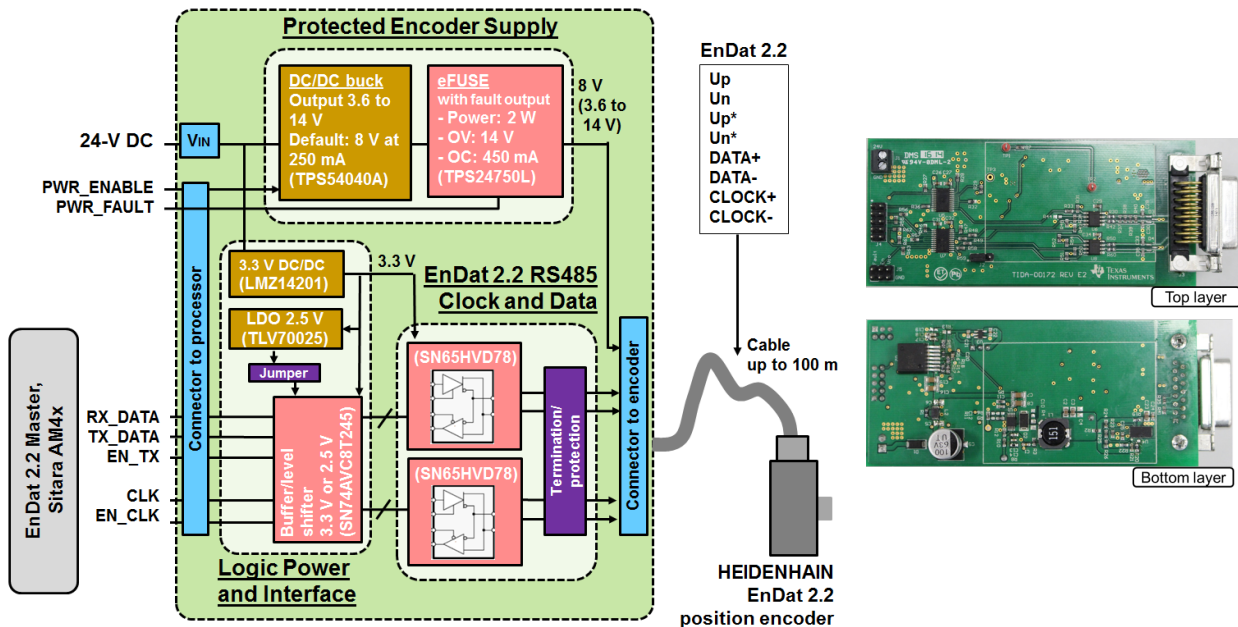 Protected Encoder Supply
DC/DC buck
Output 3.6 to
14 V
Default: 8 V at
250 mA
(TPS54040A)
eFUSE
with fault output
- Power: 2 W
- OV: 14 V
- OC: 450 mA
(TPS24750L)
8 V
(3.6 to
14 V)
24-V DC
VIN
PWR_ENABLE
PWR_FAULT
Connector to processor
3.3 V DC/DC
(LMZ14201)
3.3 V
LDO 2.5 V
(TLV70025)
Jumper
Buffer/level
shifter
3.3 V or 2.5 V
(SN74AVC8T245)
Logic Power
and Interface
EnDat 2.2 RS485
Clock and Data
(SN65HVD78)
(SN65HVD78)
Termination/
protection
Connector to encoder
EnDat 2.2 Master,
Sitara AM4x
RX_DATA
TX_DATA
EN_TX
CLK
EN_CLK
EnDat 2.2
Up
Un
Up*
Un*
DATA+
DATA-
CLOCK+
CLOCK-
Cable
up to 100 m
HEIDENHAIN
EnDat 2.2
position encoder
DMS 1614
TIDA-00172 REV E2
TEXAS
INSTRUMENTS
Top layer
151
100
63V
UT
Bottom layer